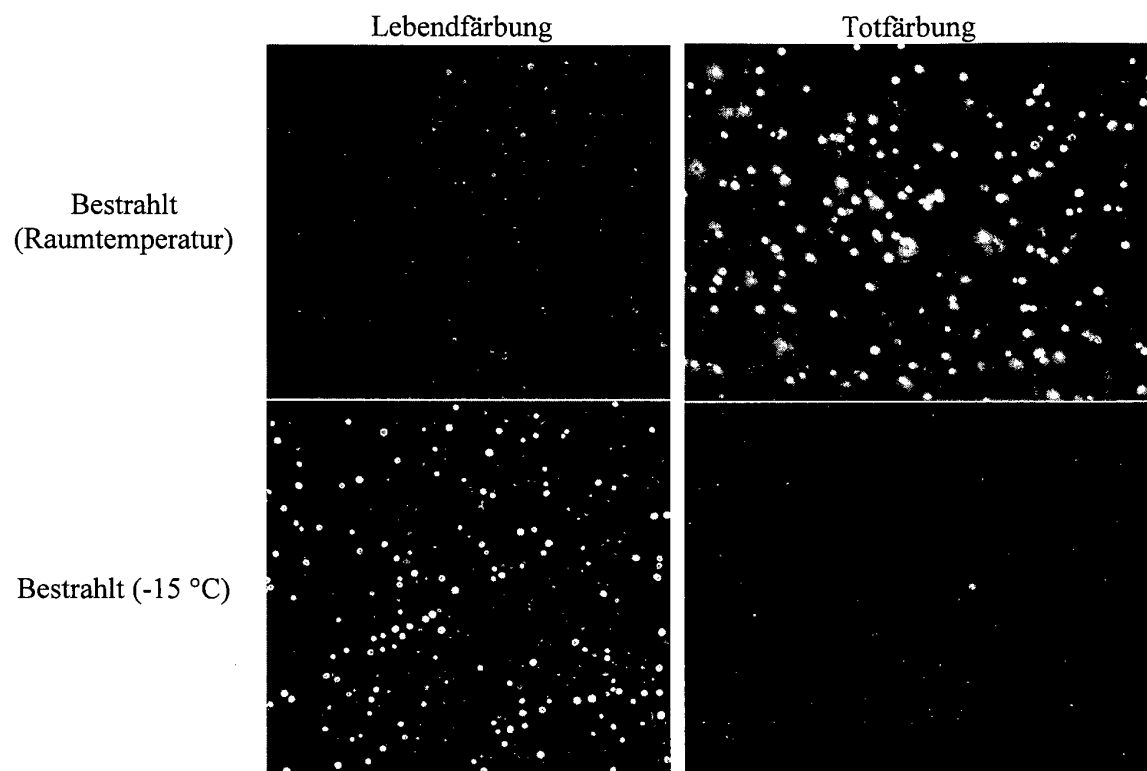 Lebendfärbung
Totfärbung
Bestrahlt
(Raumtemperatur)
Bestrahlt (-15 °C)